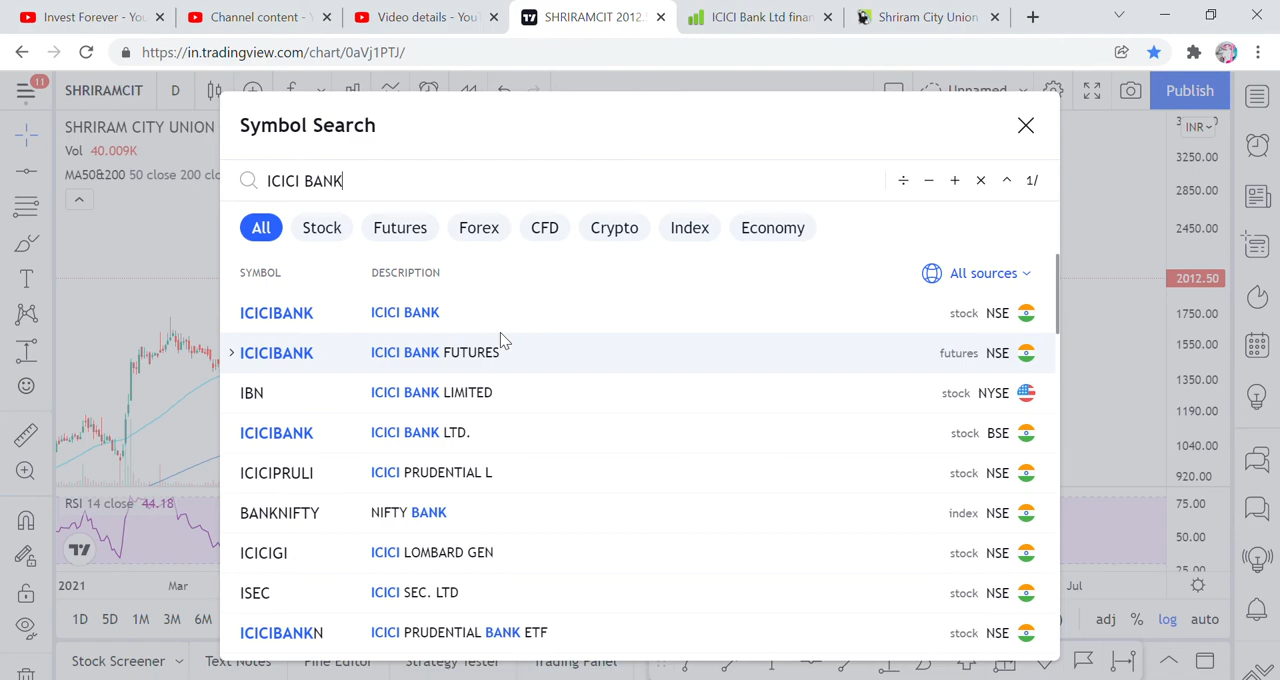 Invest Forever - You
Channel content - Y
Video details - YouT
SHRIRAMCIT 2012.
ICICI Bank Ltd finan
Shriram City Union
https://in.tradingview.com/chart/0aVj1PTJ/
11
SHRIRAMCIT
D
Unnamed
Publish
SHRIRAM CITY UNION
Vol 40.009K
MA50&200 50 close 200 clo
INR
3250.00
2850.00
2450.00
2012.50
1750.00
1550.00
1350.00
1190.00
1040.00
920.00
Symbol Search
ICICI BANK
1/
All
Stock
Futures
Forex
CFD
Crypto
Index
Economy
SYMBOL DESCRIPTION All sources
ICICIBANK ICICI BANK stock NSE
ICICIBANK ICICI BANK FUTURES futures NSE
IBN ICICI BANK LIMITED stock NYSE
ICICIBANK ICICI BANK LTD. stock BSE
ICICIPRULI ICICI PRUDENTIAL L stock NSE
BANKNIFTY NIFTY BANK index NSE
ICICIGI ICICI LOMBARD GEN stock NSE
ISEC ICICI SEC. LTD stock NSE
ICICIBANKN ICICI PRUDENTIAL BANK ETF stock NSE
RSI 14 close 44.18
75.00
50.00
25.00
2021 Mar Jul
1D 5D 1M 3M 6M
adj % log auto
Stock Screener Text Notes Pine Editor Strategy Tester Trading Panel